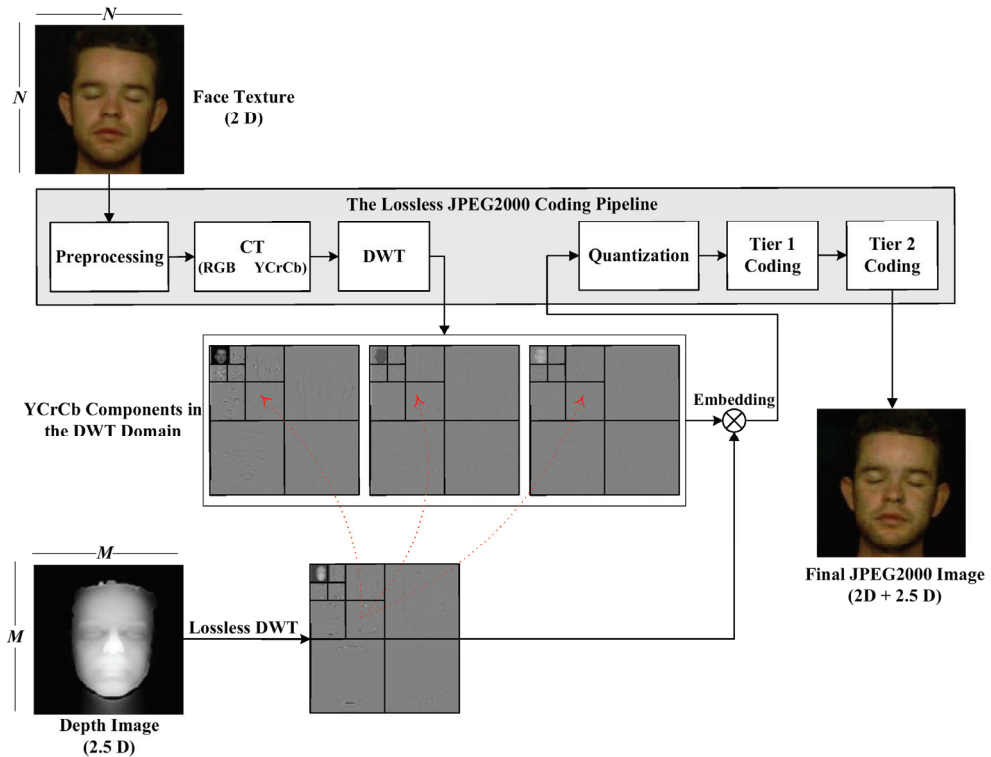 N
N
Face Texture
(2 D)
The Lossless JPEG2000 Coding Pipeline
Preprocessing
CT
(RGB YCrCb)
DWT
Quantization
Tier 1
Coding
Tier 2
Coding
YCrCb Components in
the DWT Domain
Embedding
M
M
Lossless DWT
Depth Image
(2.5 D)
Final JPEG2000 Image
(2D + 2.5 D)